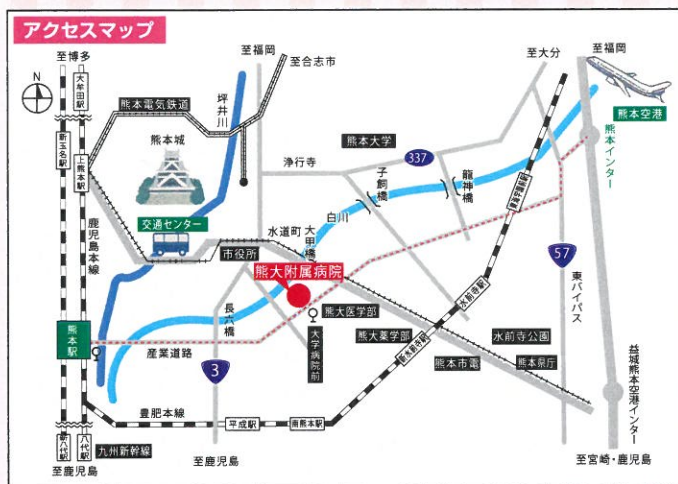 アクセスマップ
至博多
至福岡
至合志市
至大分
至福岡
N
大牟田駅
熊本電気鉄道
坪井川
熊本空港
新玉名駅
上熊本駅
熊本城
熊本大学
337
熊本インター
浄行寺
子飼橋
龍神橋
東海学園前駅
交通センター
白川
鹿児島本線
水道町
大甲橋
市役所
57
東バイパス
熊大附属病院
水前寺駅
長六橋
熊大医学部
熊本駅
大学病院前
熊大薬学部
水前寺公園
産業道路
新水前寺駅
熊本市電
熊本県庁
3
益城熊本空港インター
豊肥本線
平成駅
南熊本駅
新八代駅
八代駅
九州新幹線
至鹿児島
至鹿児島
至宮崎・鹿児島